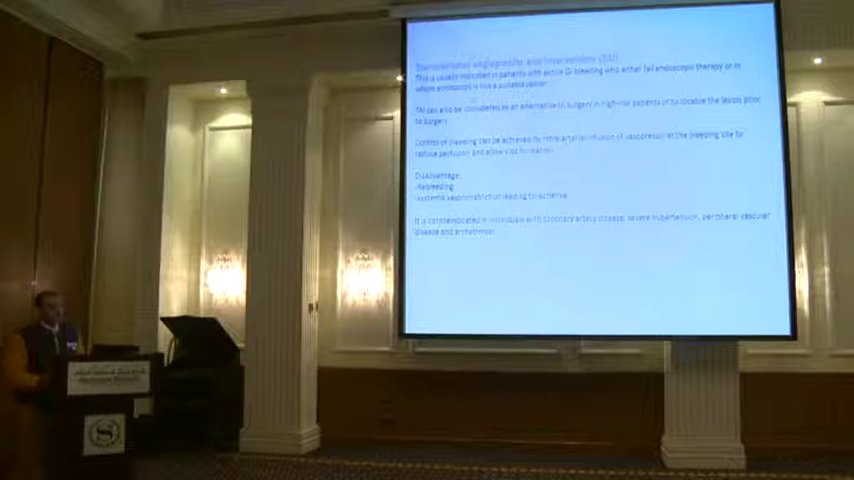 Transcatheter angiography and intervention (TAI)
This is usually indicated in patients with active GI bleeding who either fail endoscopic therapy or in
whom endoscopy is not a suitable option
TAI can also be considered as an alternative to surgery in high-risk patients or to localize the lesion prior
to surgery.
Control of bleeding can be achieved by intra-arterial infusion of vasopressin at the bleeding site to
reduce perfusion and allow clot formation.
Disadvantage:
-Rebleeding
-systemic vasoconstriction leading to ischemia.
It is contraindicated in individuals with coronary artery disease, severe hypertension, peripheral vascular
disease and arrhythmias.
S